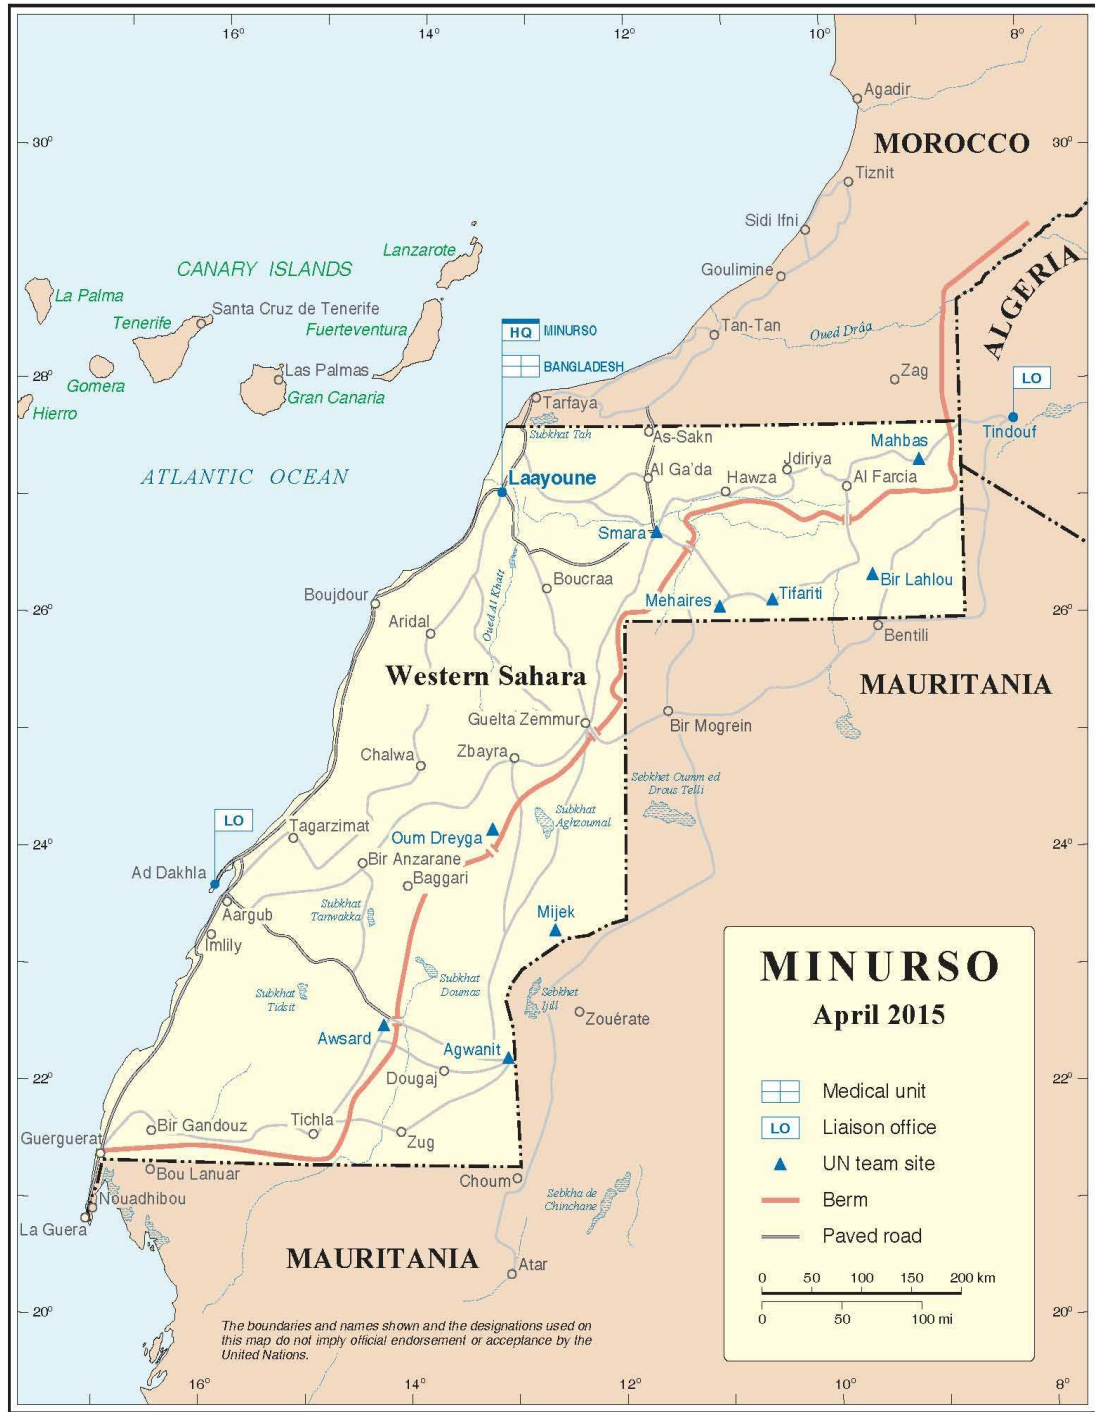 16° 14° 12° 10° 8°
Agadir
30° MOROCCO 30°
Tiznit
Sidi Ifni
Lanzarote
CANARY ISLANDS
Goulimine
La Palma
Santa Cruz de Tenerife
Tenerife
Fuerteventura
HQ MINURSO
Tan-Tan
Oued Drâa
ALGERIA
BANGLADESH
Las Palmas
Zag
LO
28° 28°
Gomera
Gran Canaria
Hierro
Tarfaya
Subkhat Tah
As-Sakn
Mahbas
Tindouf
ATLANTIC OCEAN
Laayoune
Al Ga'da
Hawza
Jdiriya
Al Farcia
Smara
Boucraa
Oued Al Khatt
Bir Lahlou
Tifariti
Mehaires
Boujdour
26° 26°
Aridal
Bentili
Western Sahara
MAURITANIA
Guelta Zemmur
Bir Mogrein
Chalwa
Zbayra
Sebkhet Oumm ed
Drous Telli
Subkhat
Aghzoumal
LO
Tagarzimat
Oum Dreyga
24° 24°
Bir Anzarane
Ad Dakhla
Baggari
Aargub
Subkhat
Tanwakka
Mijek
Imlily
Subkhat
Doumas
Subkhat
Tidsit
Sebkhet
Ijill
Zouérate
Awsard
Agwanit
22° 22°
Dougaj
Bir Gandouz
Tichla
Zug
Guerguerat
Bou Lanuar
Choum
Nouadhibou
Sebkha de
Chinchane
La Guera
MAURITANIA
Atar
20° 20°
The boundaries and names shown and the designations used on
this map do not imply official endorsement or acceptance by the
United Nations.
MINURSO
April 2015
Medical unit
LO Liaison office
UN team site
Berm
Paved road
0 50 100 150 200 km
0 50 100 mi
16° 14° 12° 10° 8°